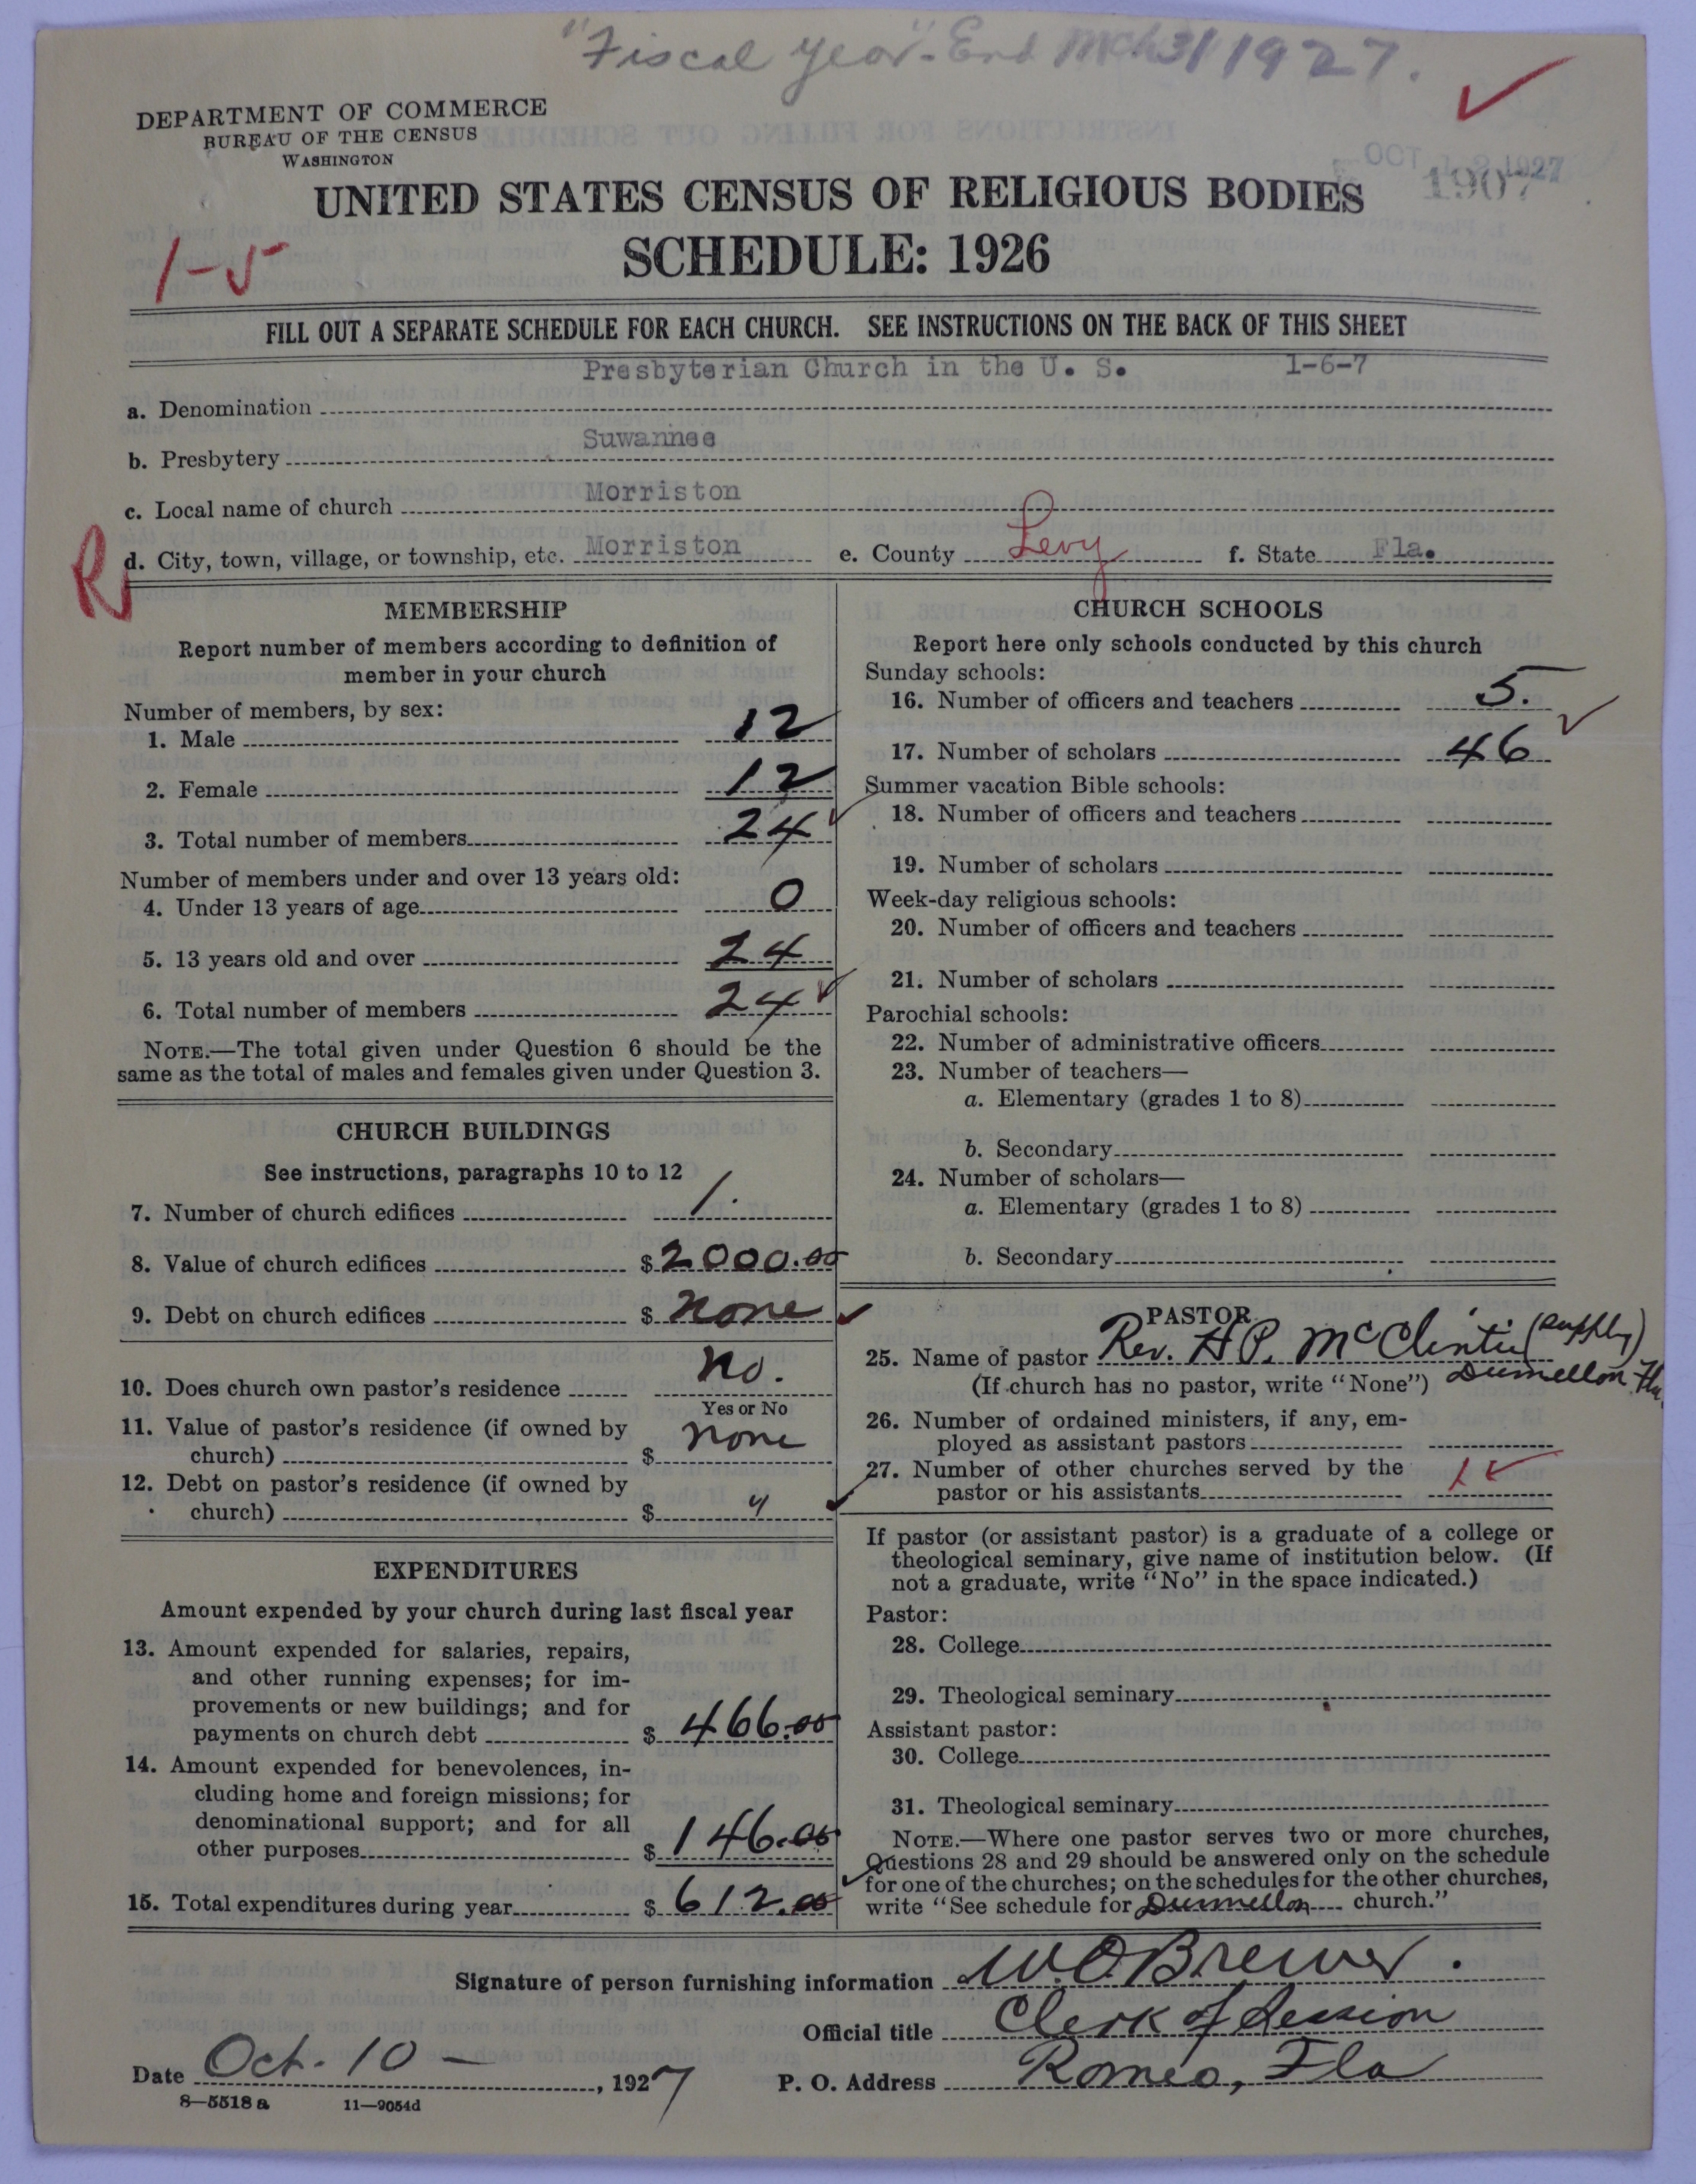 "Fiscal year" - End Mch 31 1927.
DEPARTMENT OF COMMERCE
BUREAU OF THE CENSUS
WASHINGTON
OCT 1927
1907
UNITED STATES CENSUS OF RELIGIOUS BODIES
SCHEDULE: 1926
1-5
FILL OUT A SEPARATE SCHEDULE FOR EACH CHURCH. SEE INSTRUCTIONS ON THE BACK OF THIS SHEET
a. Denomination Presbyterian Church in the U. S. 1-6-7
b. Presbytery Suwannee
c. Local name of church Morriston
R
d. City, town, village, or township, etc. Morriston e. County Levy f. State Fla.
MEMBERSHIP
Report number of members according to definition of
member in your church
Number of members, by sex:
1. Male 12
2. Female 12
3. Total number of members 24
Number of members under and over 13 years old:
4. Under 13 years of age 0
5. 13 years old and over 24
6. Total number of members 24
NOTE.—The total given under Question 6 should be the
same as the total of males and females given under Question 3.
CHURCH BUILDINGS
See instructions, paragraphs 10 to 12
7. Number of church edifices 1.
8. Value of church edifices $ 2000.00
9. Debt on church edifices $ none
10. Does church own pastor's residence no.
Yes or No
11. Value of pastor's residence (if owned by
church) $ none
12. Debt on pastor's residence (if owned by
church) $ "
EXPENDITURES
Amount expended by your church during last fiscal year
13. Amount expended for salaries, repairs,
and other running expenses; for im-
provements or new buildings; and for
payments on church debt $ 466.00
14. Amount expended for benevolences, in-
cluding home and foreign missions; for
denominational support; and for all
other purposes $ 146.00
15. Total expenditures during year $ 612.00
CHURCH SCHOOLS
Report here only schools conducted by this church
Sunday schools:
16. Number of officers and teachers 5.
17. Number of scholars 46
Summer vacation Bible schools:
18. Number of officers and teachers
19. Number of scholars
Week-day religious schools:
20. Number of officers and teachers
21. Number of scholars
Parochial schools:
22. Number of administrative officers
23. Number of teachers—
a. Elementary (grades 1 to 8)
b. Secondary
24. Number of scholars—
a. Elementary (grades 1 to 8)
b. Secondary
PASTOR
25. Name of pastor Rev. H P. McClintic (supply)
(If church has no pastor, write "None") Dunnellon, Fla.
26. Number of ordained ministers, if any, em-
ployed as assistant pastors
27. Number of other churches served by the
pastor or his assistants 1
If pastor (or assistant pastor) is a graduate of a college or
theological seminary, give name of institution below. (If
not a graduate, write "No" in the space indicated.)
Pastor:
28. College
29. Theological seminary
Assistant pastor:
30. College
31. Theological seminary
NOTE.—Where one pastor serves two or more churches,
Questions 28 and 29 should be answered only on the schedule
for one of the churches; on the schedules for the other churches,
write "See schedule for Dunnellon church."
Signature of person furnishing information W. O. Brewer.
Official title Clerk of Session
Date Oct. 10 -, 1927 P. O. Address Romeo, Fla
8—5518 a 11—9054d